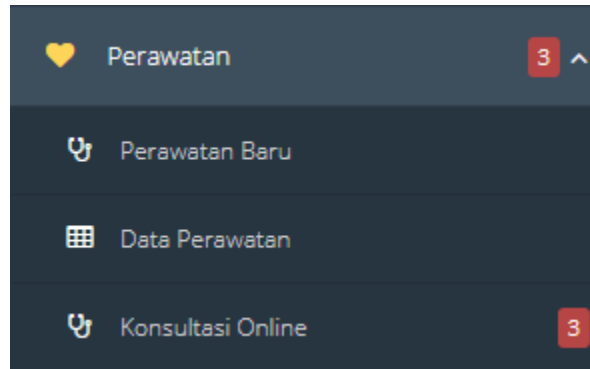 Perawatan 3
Perawatan Baru
Data Perawatan
Konsultasi Online 3